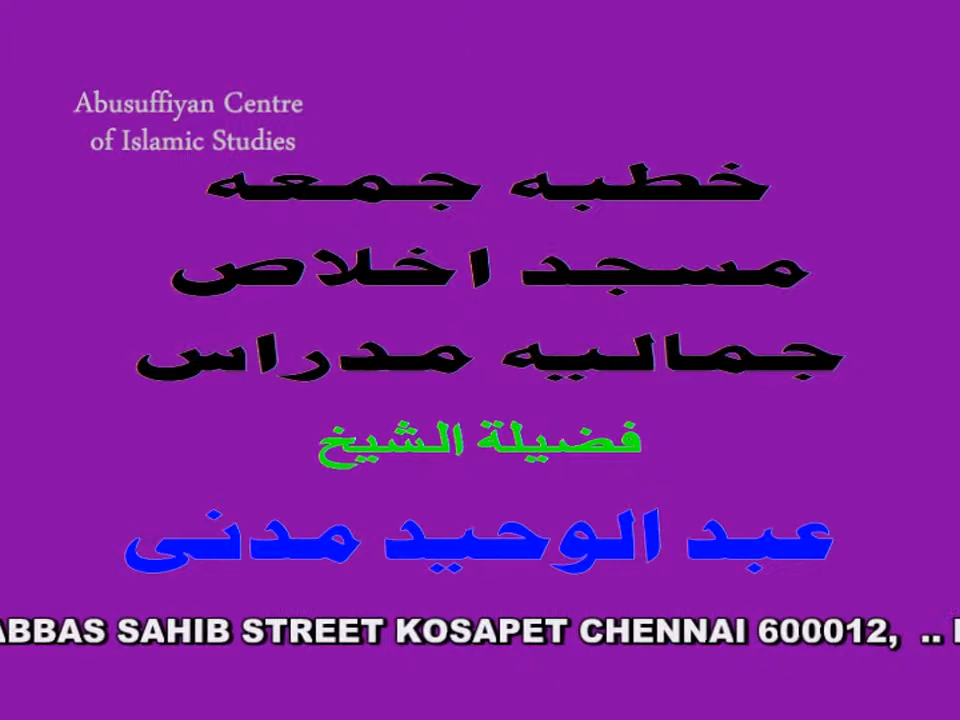 Abusuffiyan Centre
of Islamic Studies
خطبه جمعه
مسجد اخلاص
جماليه مدراس
فضيلة الشيخ
عبد الوحيد مدنى
ABBAS SAHIB STREET KOSAPET CHENNAI 600012, ..